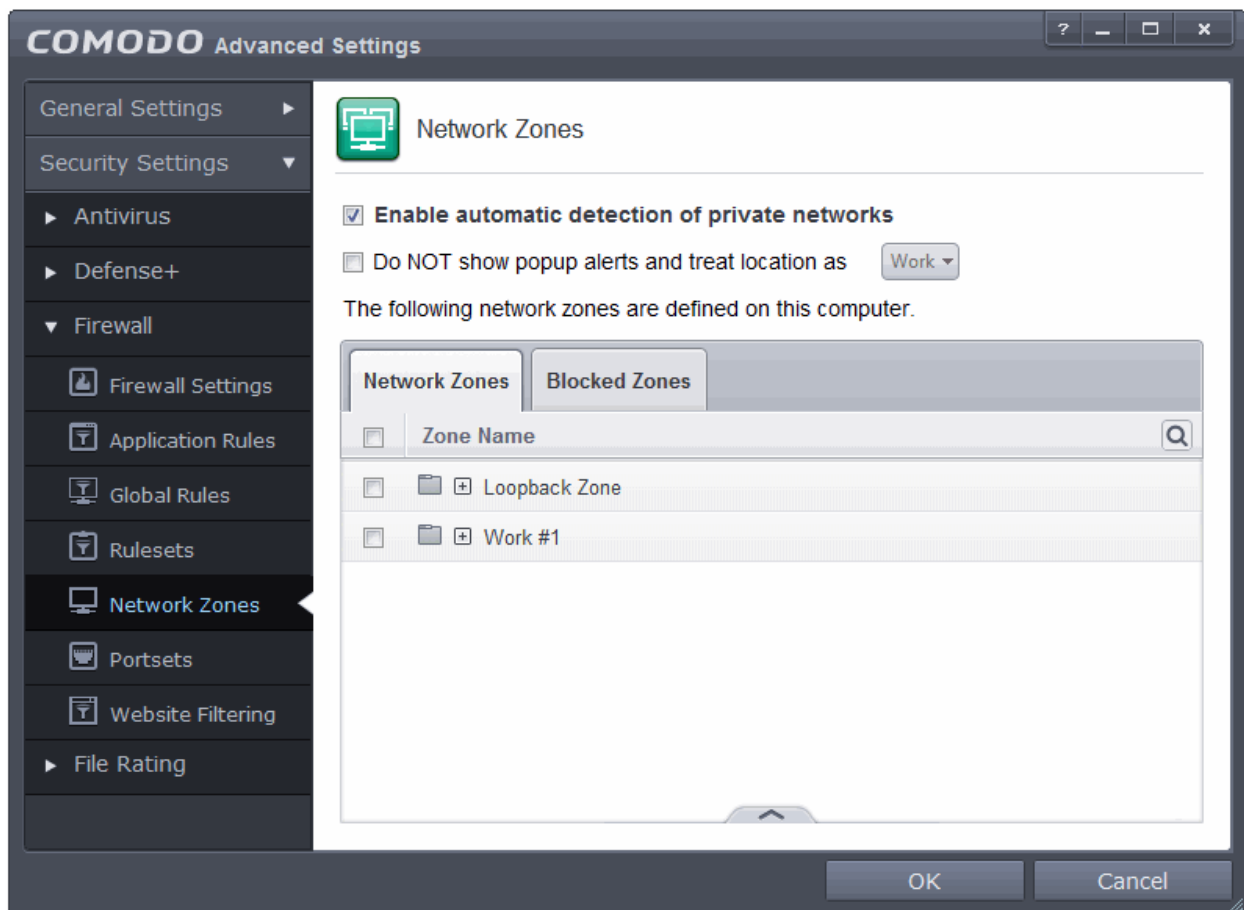 COMODO Advanced Settings
?
General Settings
Security Settings
Antivirus
Defense+
Firewall
Firewall Settings
Application Rules
Global Rules
Rulesets
Network Zones
Portsets
Website Filtering
File Rating
Network Zones
Enable automatic detection of private networks
Do NOT show popup alerts and treat location as Work
The following network zones are defined on this computer.
Network Zones Blocked Zones
Zone Name
Loopback Zone
Work #1
OK Cancel